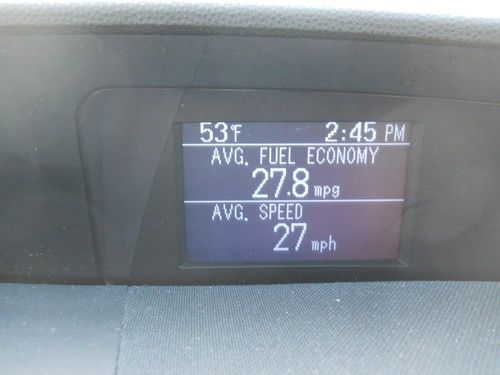 53°F 2:45 PM
AVG. FUEL ECONOMY
27.8 mpg
AVG. SPEED
27 mph